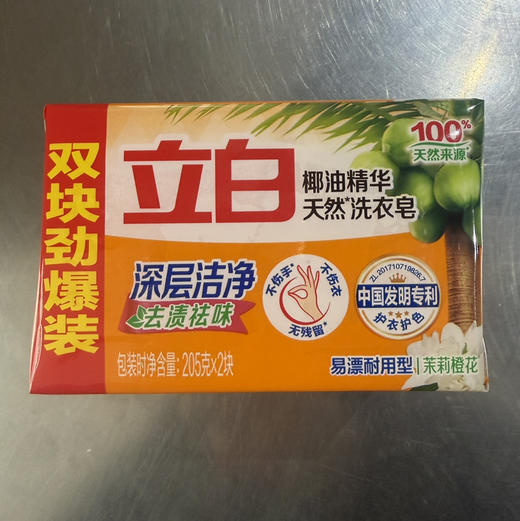 双块劲爆装
立白
椰油精华
天然*洗衣皂
100%
天然来源*
深层洁净
去渍祛味
不伤手*
不伤衣
无残留*
ZL 201710719826.7
中国发明专利
护衣护色
包装时净含量:205克×2块
易漂耐用型|茉莉橙花